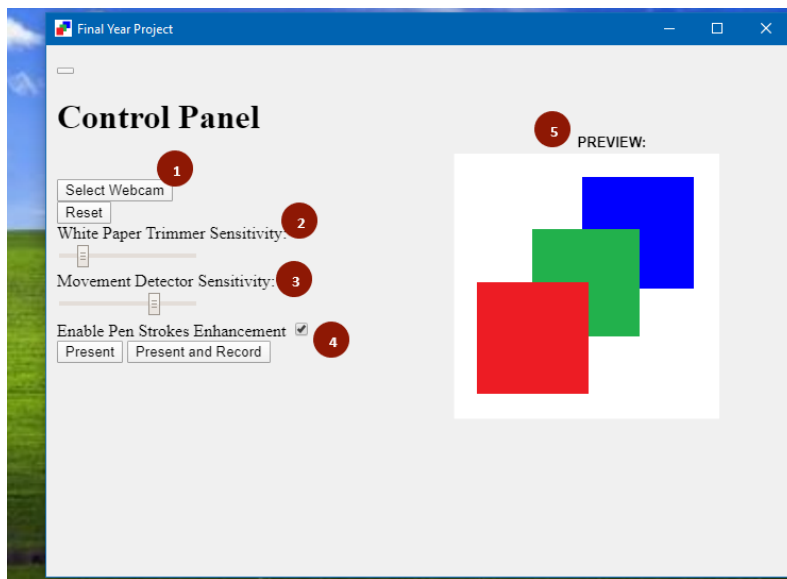 Final Year Project
Control Panel
1
Select Webcam
Reset
2
White Paper Trimmer Sensitivity:
3
Movement Detector Sensitivity:
Enable Pen Strokes Enhancement
4
Present Present and Record
5
PREVIEW: